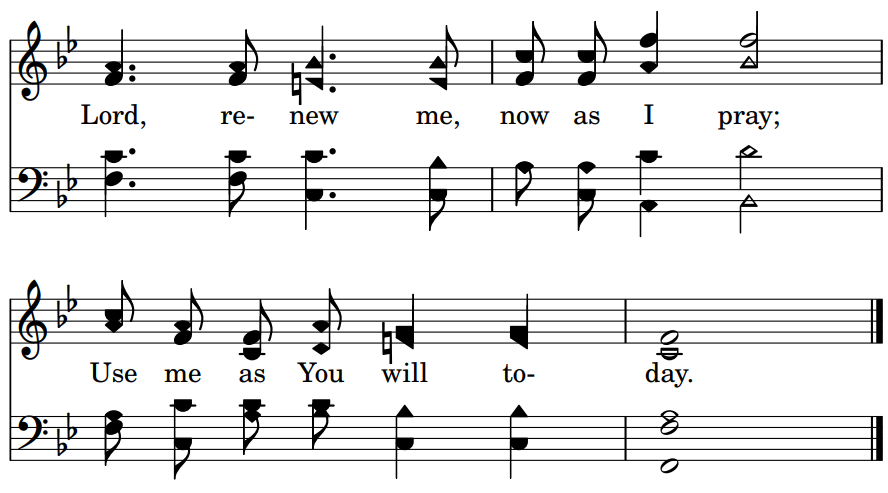 Lord, re- new me, now as I pray;
Use me as You will to- day.